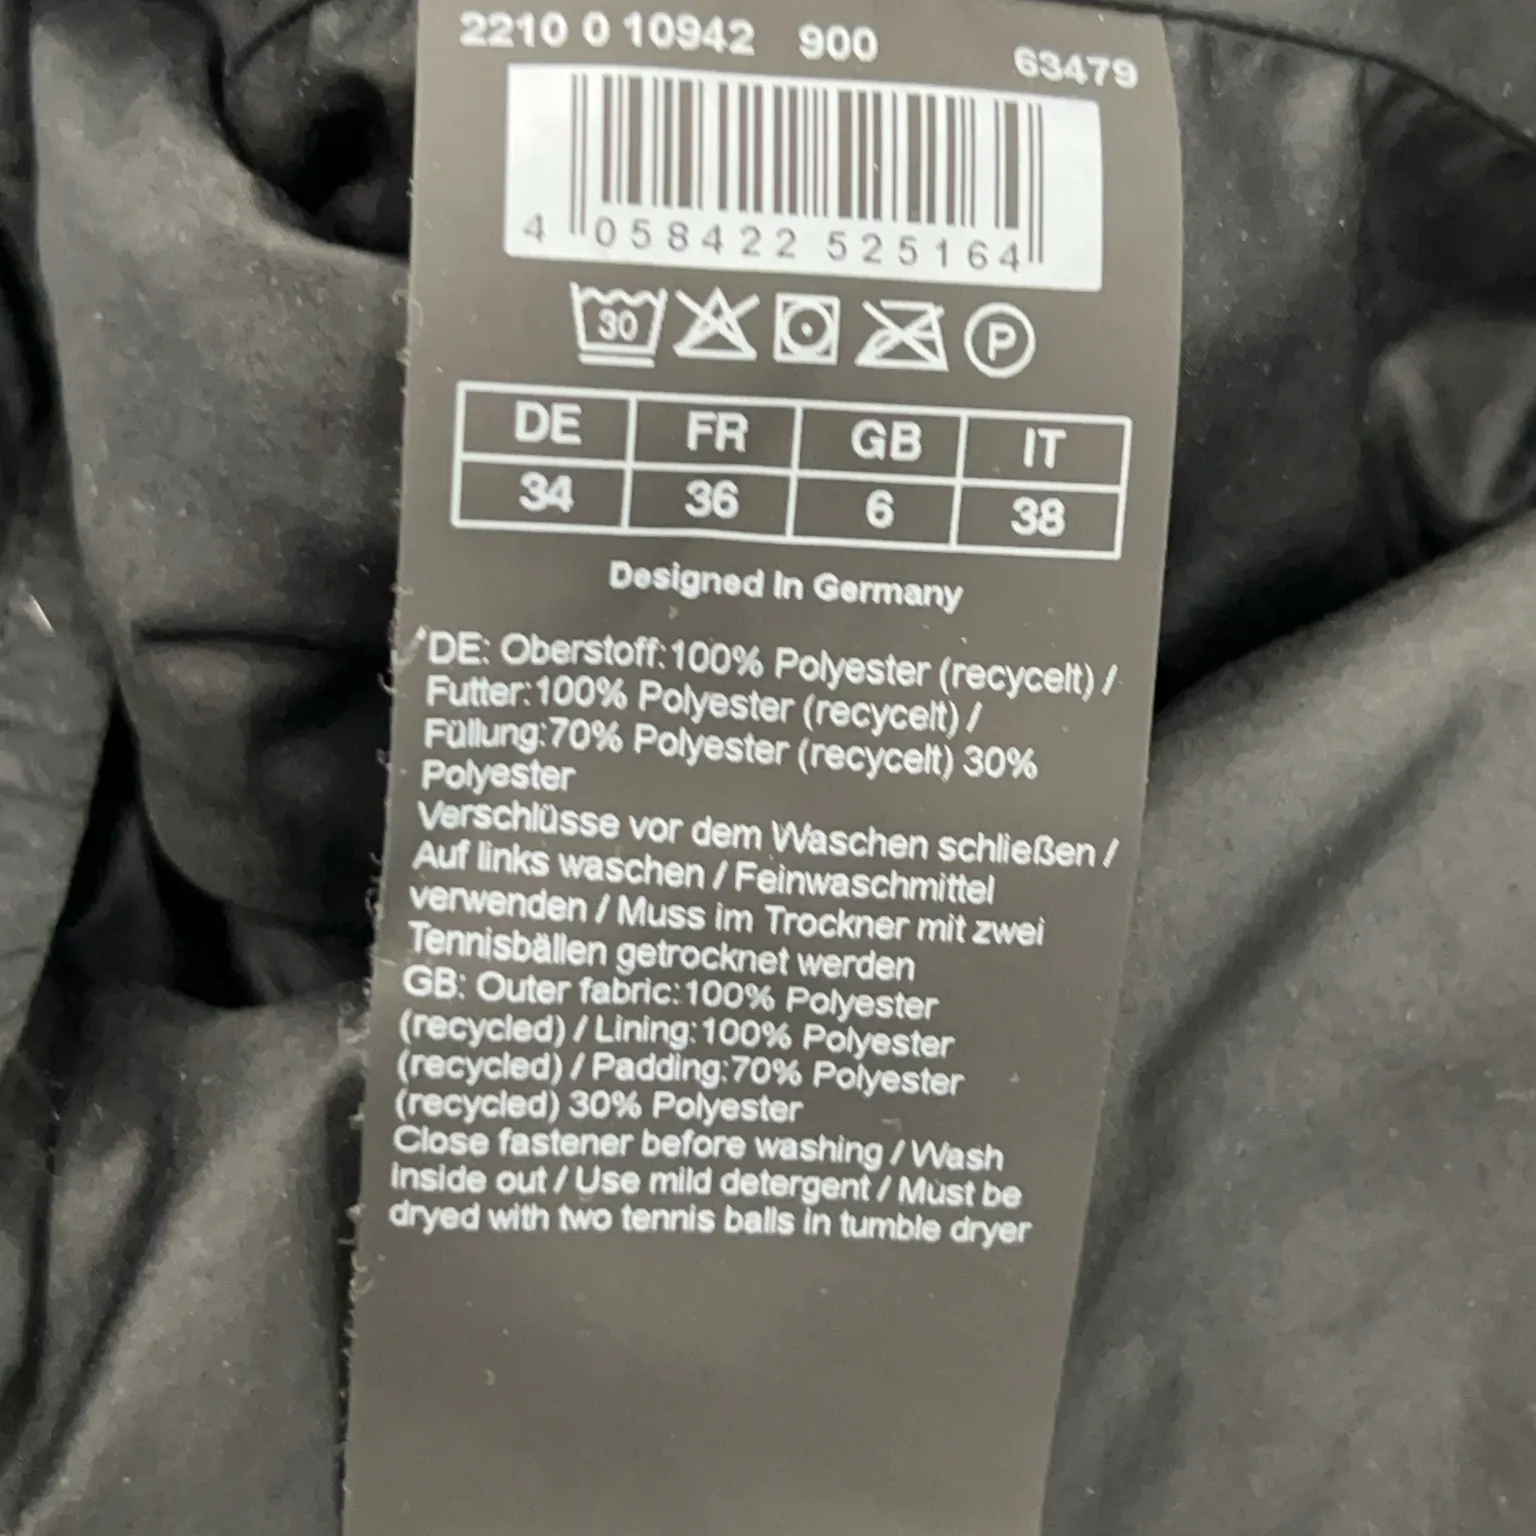 2210 0 10942 900 63479
4 058422 525164
30 P
DE FR GB IT
34 36 6 38
Designed in Germany
*DE: Oberstoff:100% Polyester (recycelt) /
Futter:100% Polyester (recycelt) /
Füllung:70% Polyester (recycelt) 30%
Polyester
Verschlüsse vor dem Waschen schließen /
Auf links waschen / Feinwaschmittel
verwenden / Muss im Trockner mit zwei
Tennisbällen getrocknet werden
GB: Outer fabric:100% Polyester
(recycled) / Lining:100% Polyester
(recycled) / Padding:70% Polyester
(recycled) 30% Polyester
Close fastener before washing / Wash
inside out / Use mild detergent / Must be
dryed with two tennis balls in tumble dryer